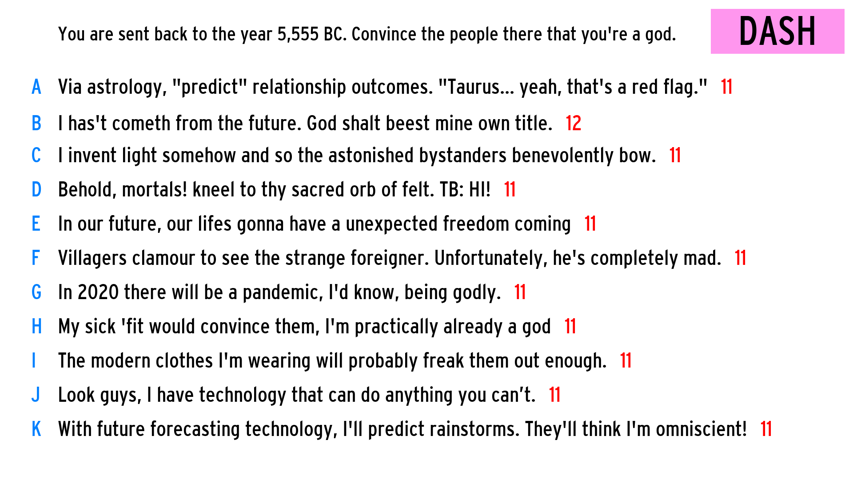 You are sent back to the year 5,555 BC. Convince the people there that you're a god.
DASH
A Via astrology, "predict" relationship outcomes. "Taurus... yeah, that's a red flag." 11
B I has't cometh from the future. God shalt beest mine own title. 12
C I invent light somehow and so the astonished bystanders benevolently bow. 11
D Behold, mortals! kneel to thy sacred orb of felt. TB: HI! 11
E In our future, our lifes gonna have a unexpected freedom coming 11
F Villagers clamour to see the strange foreigner. Unfortunately, he's completely mad. 11
G In 2020 there will be a pandemic, I'd know, being godly. 11
H My sick 'fit would convince them, I'm practically already a god 11
I The modern clothes I'm wearing will probably freak them out enough. 11
J Look guys, I have technology that can do anything you can’t. 11
K With future forecasting technology, I'll predict rainstorms. They'll think I'm omniscient! 11